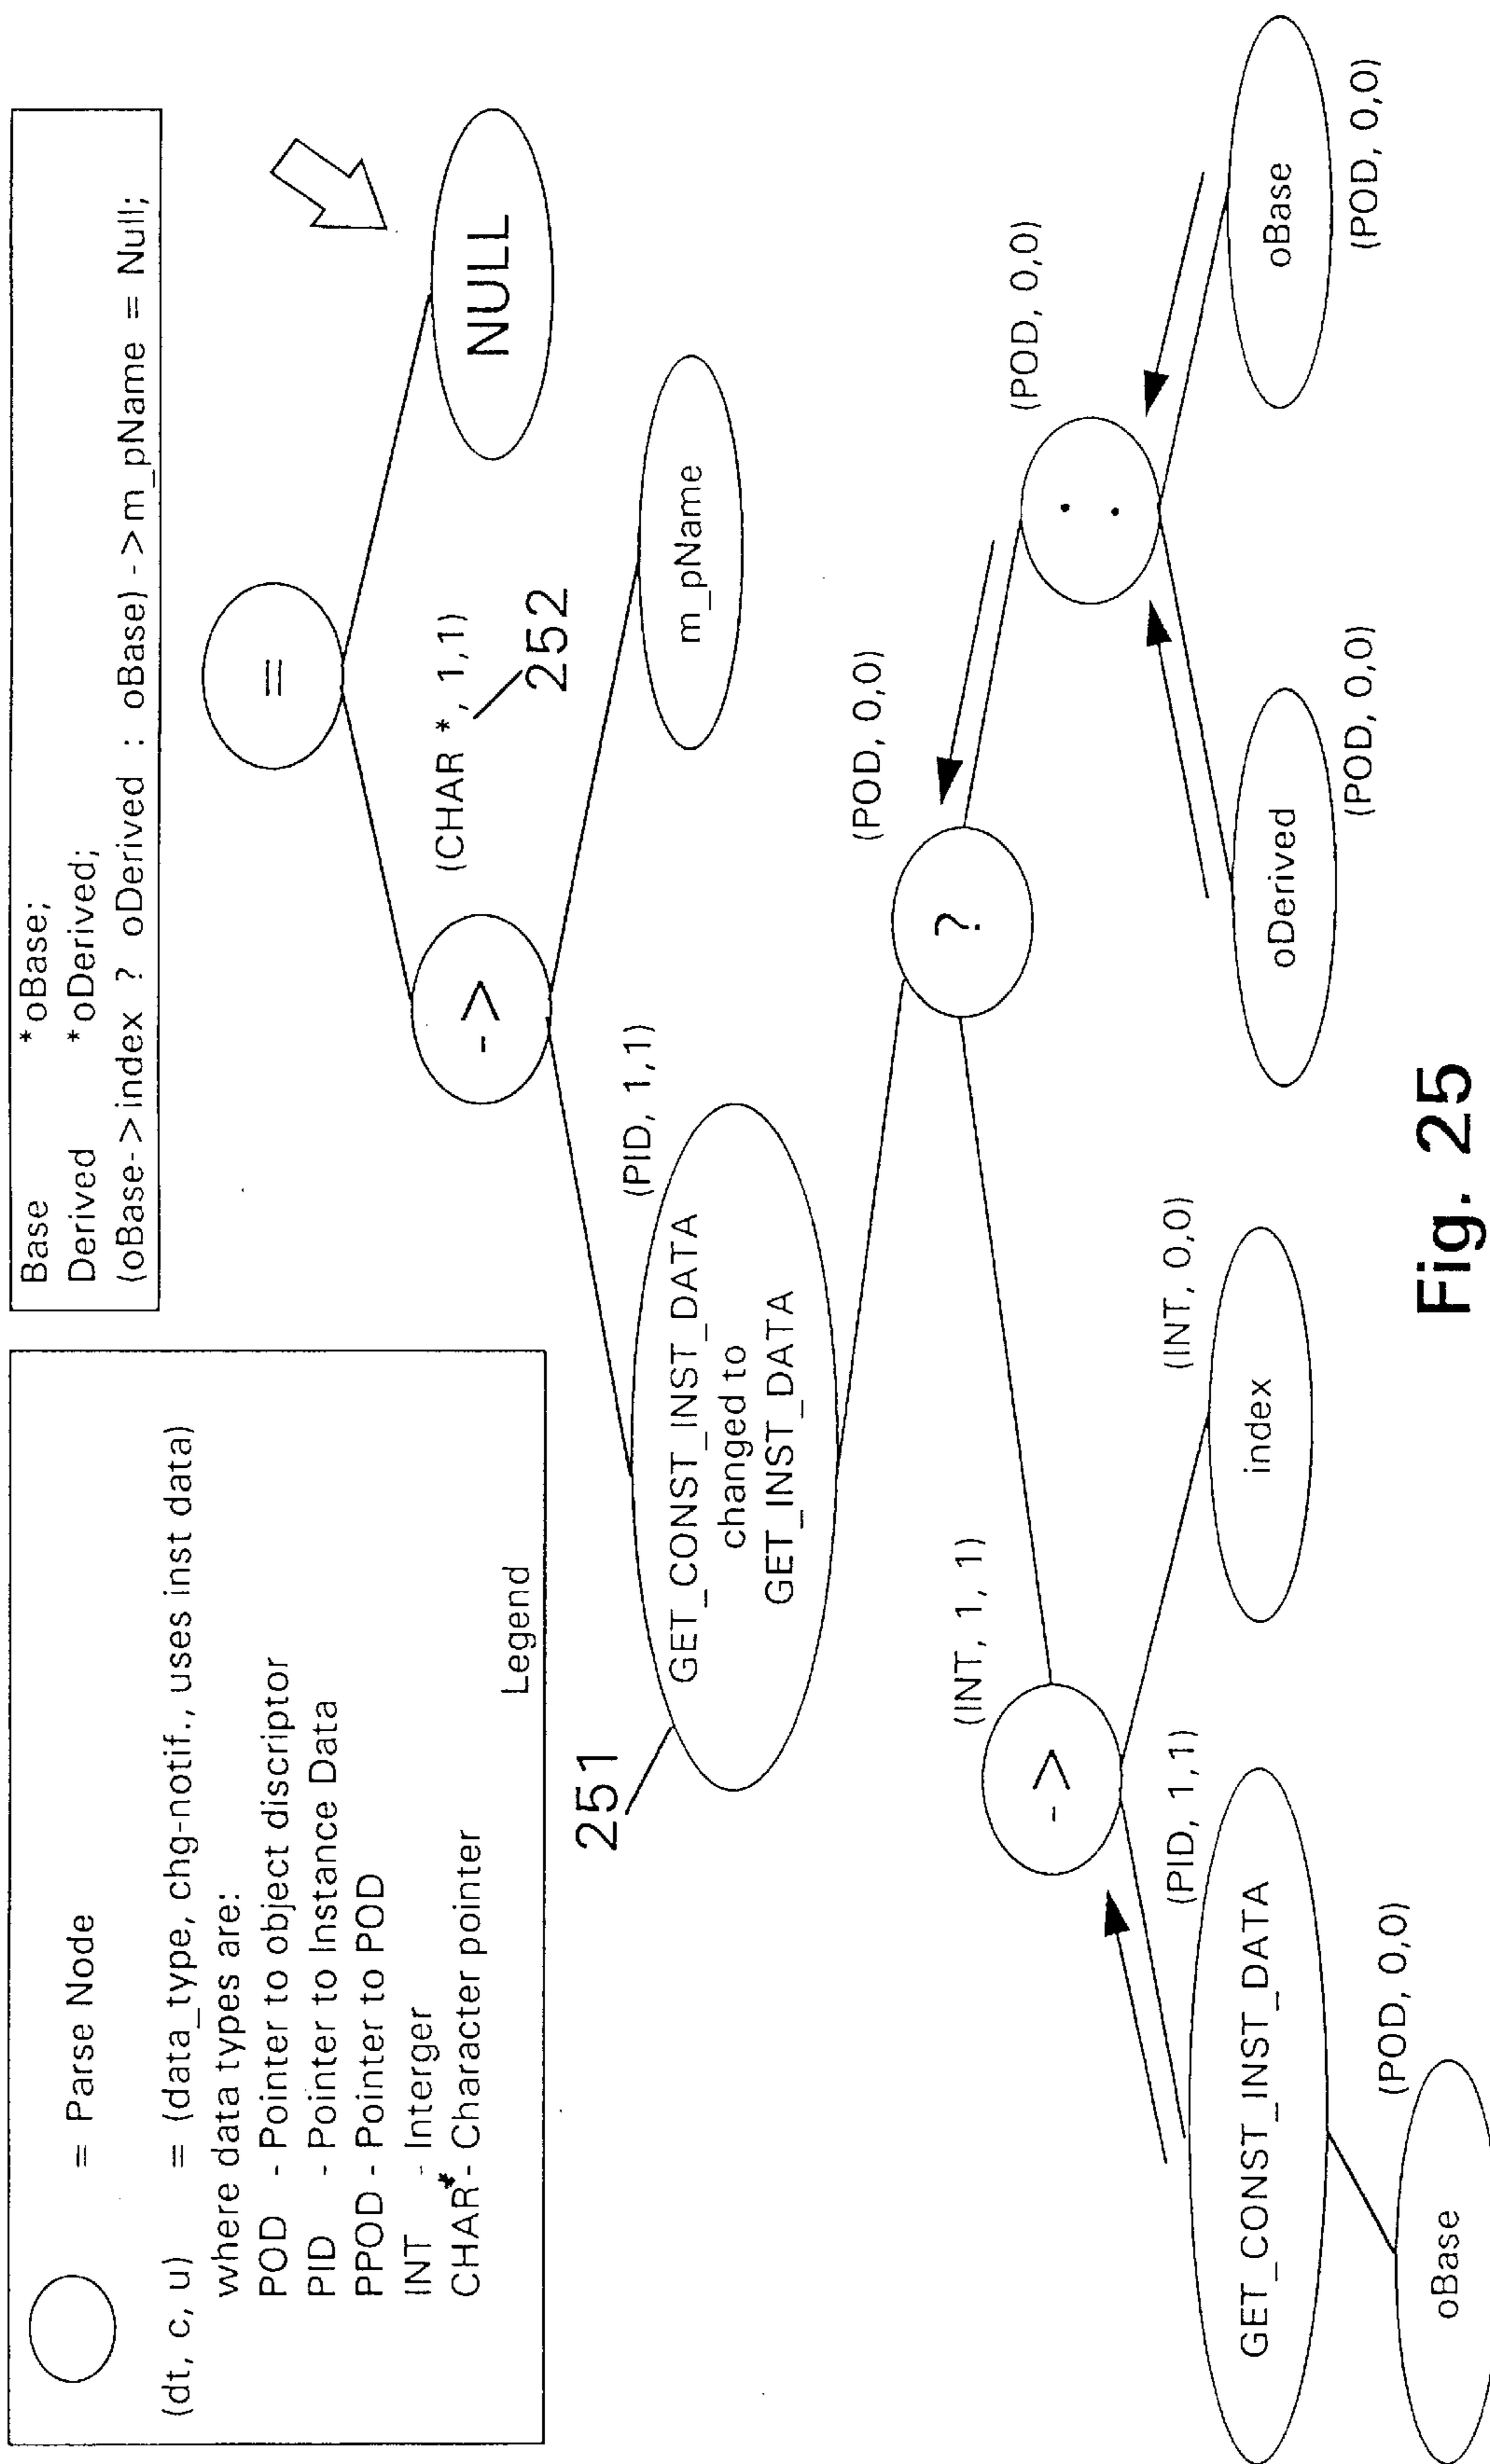 = Parse Node
(dt, c, u) = (data_type, chg-notif., uses inst data)
where data types are:
POD - Pointer to object discriptor
PID - Pointer to Instance Data
PPOD - Pointer to POD
INT - Interger
CHAR* - Character pointer
Legend
Base *oBase;
Derived *oDerived;
(oBase->index ? oDerived : oBase) ->m_pName = Null;
=
NULL
(CHAR *, 1,1)
252
->
m_pName
(PID, 1,1)
251
GET_CONST_INST_DATA
changed to
GET_INST_DATA
(POD, 0,0)
?
(POD, 0,0)
:
(INT, 1, 1)
->
(INT, 0,0)
index
oDerived
(POD, 0,0)
oBase
(POD, 0,0)
(PID, 1,1)
GET_CONST_INST_DATA
(POD, 0,0)
oBase
Fig. 25